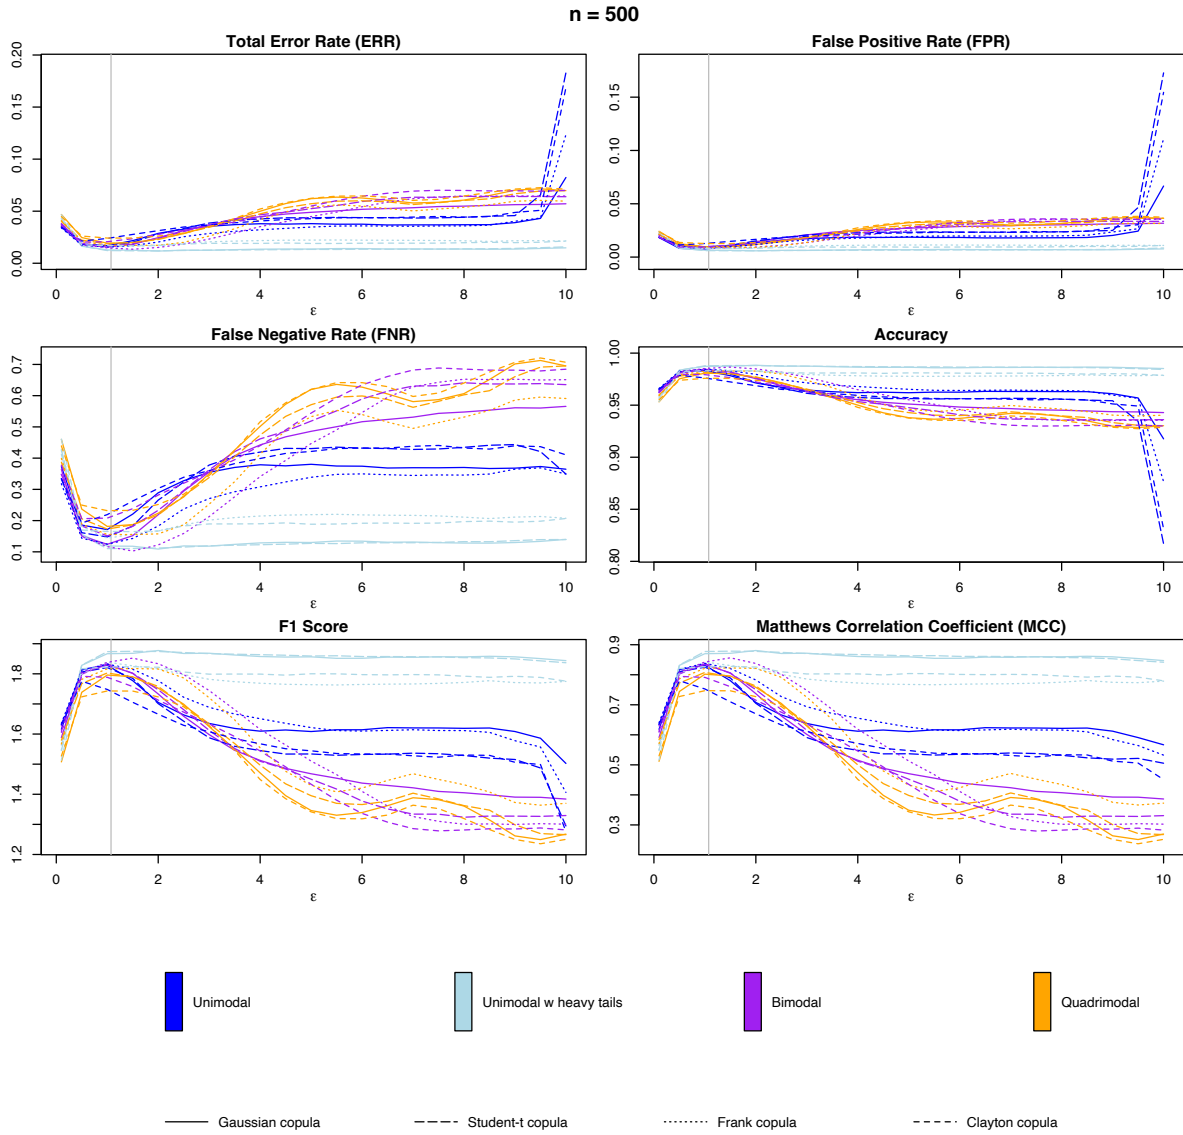 n = 500
Total Error Rate (ERR)
0.00 0.05 0.10 0.15 0.20
0 2 4 6 8 10
ε
False Positive Rate (FPR)
0.00 0.05 0.10 0.15
0 2 4 6 8 10
ε
False Negative Rate (FNR)
0.1 0.2 0.3 0.4 0.5 0.6 0.7
0 2 4 6 8 10
ε
Accuracy
0.80 0.85 0.90 0.95 1.00
0 2 4 6 8 10
ε
F1 Score
1.2 1.4 1.6 1.8
0 2 4 6 8 10
ε
Matthews Correlation Coefficient (MCC)
0.3 0.5 0.7 0.9
0 2 4 6 8 10
ε
Unimodal
Unimodal w heavy tails
Bimodal
Quadrimodal
Gaussian copula
Student-t copula
Frank copula
Clayton copula